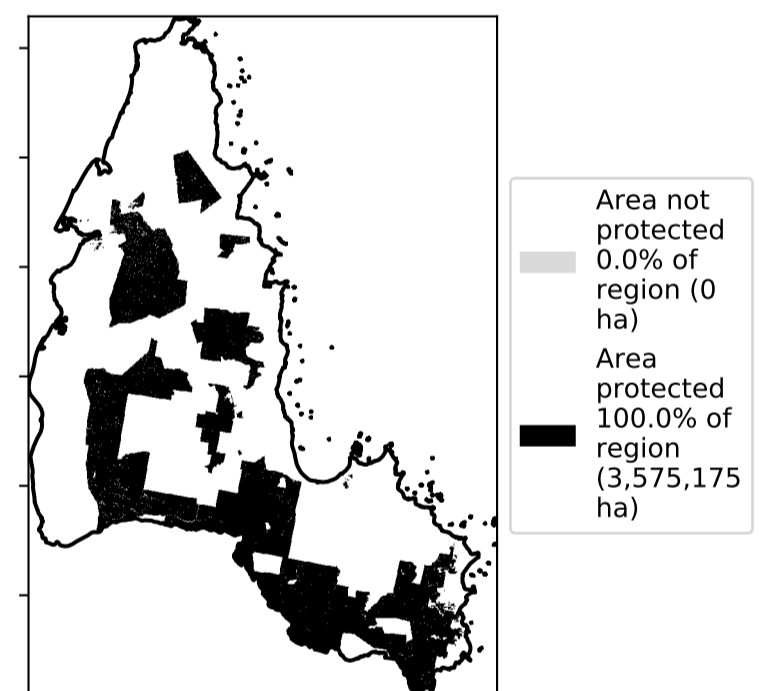 Area not
protected
0.0% of
region (0
ha)
Area
protected
100.0% of
region
(3,575,175
ha)